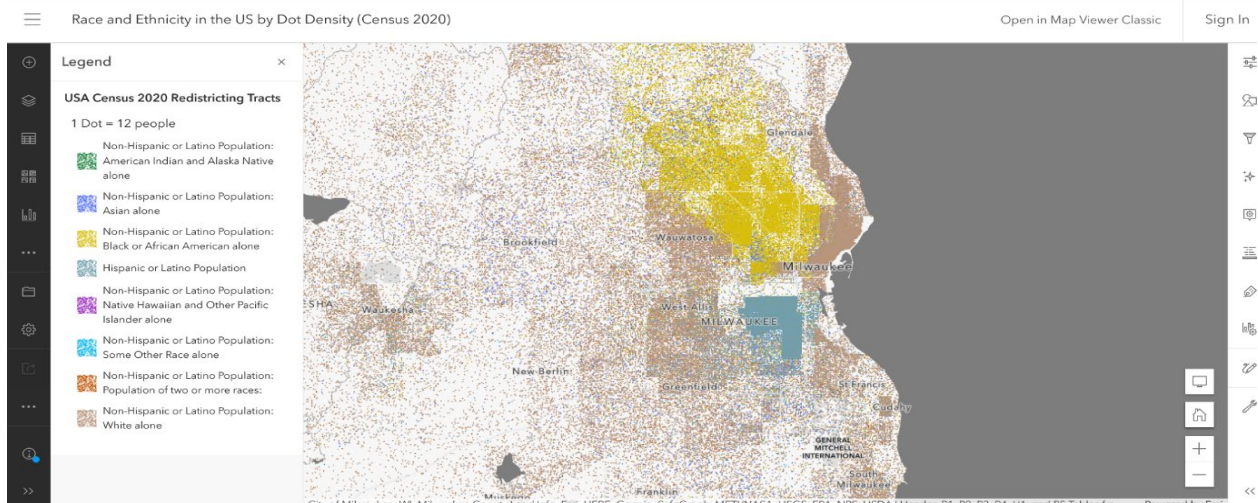 Race and Ethnicity in the US by Dot Density (Census 2020)
Open in Map Viewer Classic
Sign In
Legend
USA Census 2020 Redistricting Tracts
1 Dot = 12 people
Non-Hispanic or Latino Population:
American Indian and Alaska Native
alone
Non-Hispanic or Latino Population:
Asian alone
Non-Hispanic or Latino Population:
Black or African American alone
Hispanic or Latino Population
Non-Hispanic or Latino Population:
Native Hawaiian and Other Pacific
Islander alone
Non-Hispanic or Latino Population:
Some Other Race alone
Non-Hispanic or Latino Population:
Population of two or more races:
Non-Hispanic or Latino Population:
White alone
Glendale
Brookfield
Wauwatosa
Milwaukee
ESHA
Waukesha
West Allis
MILWAUKEE
New Berlin
Greenfield
St Francis
Cudahy
GENERAL
MITCHELL
INTERNATIONAL
South
Milwaukee
Franklin